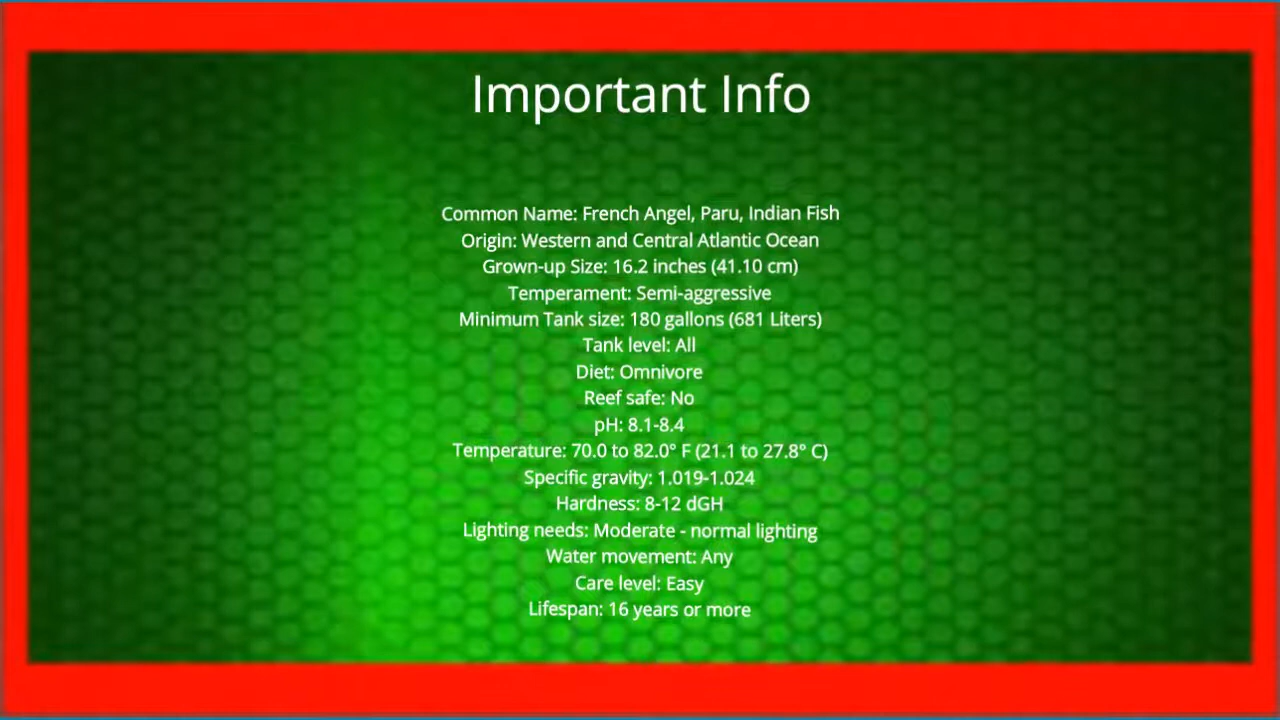 Important Info
Common Name: French Angel, Paru, Indian Fish
Origin: Western and Central Atlantic Ocean
Grown-up Size: 16.2 inches (41.10 cm)
Temperament: Semi-aggressive
Minimum Tank size: 180 gallons (681 Liters)
Tank level: All
Diet: Omnivore
Reef safe: No
pH: 8.1-8.4
Temperature: 70.0 to 82.0° F (21.1 to 27.8° C)
Specific gravity: 1.019-1.024
Hardness: 8-12 dGH
Lighting needs: Moderate - normal lighting
Water movement: Any
Care level: Easy
Lifespan: 16 years or more